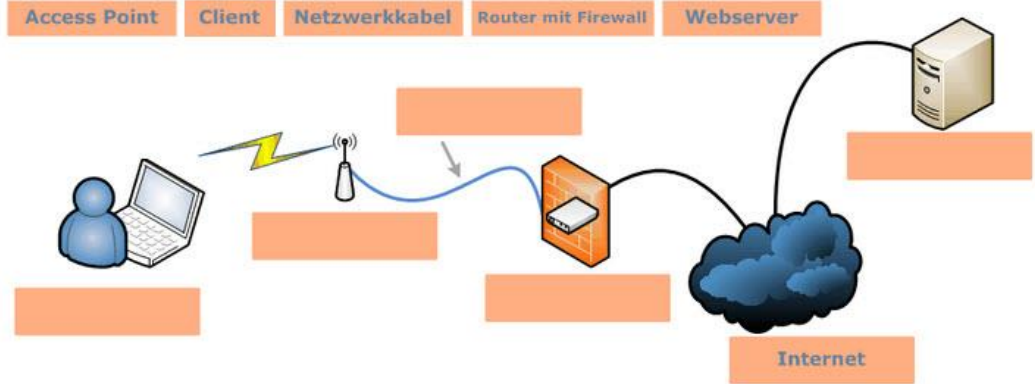 Access Point
Client
Netzwerkkabel
Router mit Firewall
Webserver
Internet